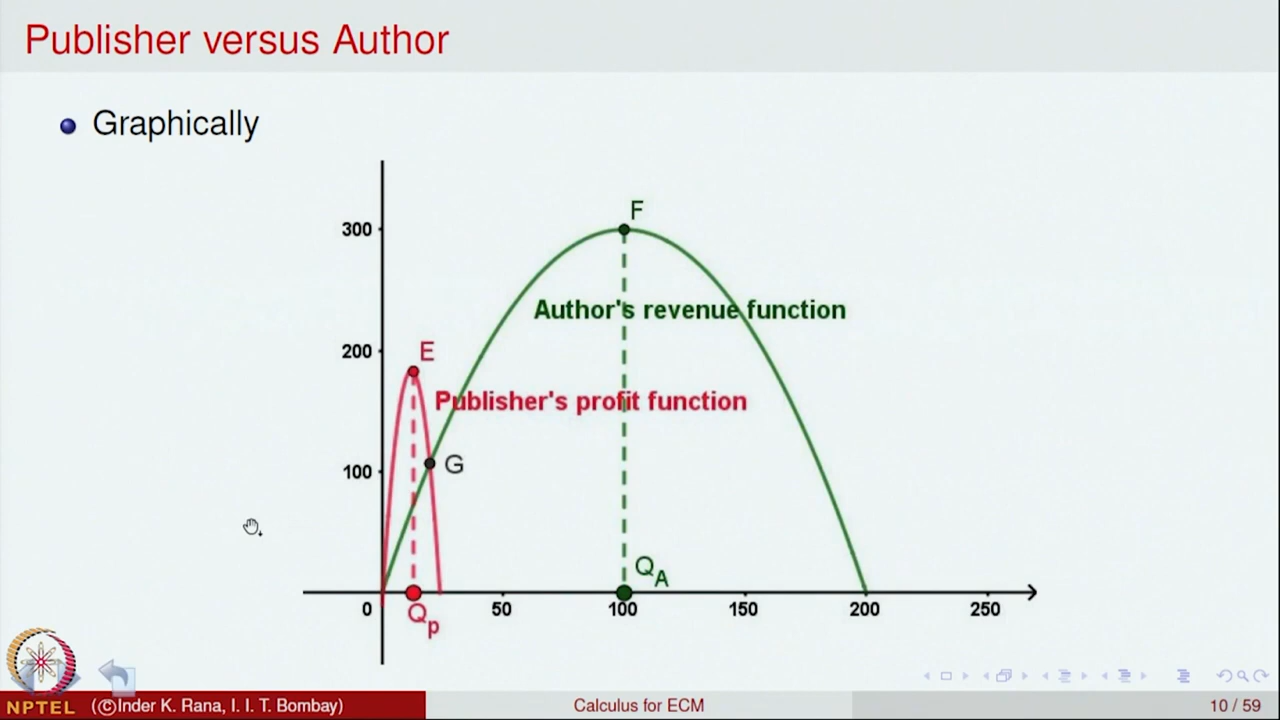 Publisher versus Author
Graphically
300
F
Author's revenue function
200
E
Publisher's profit function
100
G
Q A
0
50
100
150
200
250
Q p
NPTEL
(©Inder K. Rana, I. I. T. Bombay)
Calculus for ECM
10 / 59